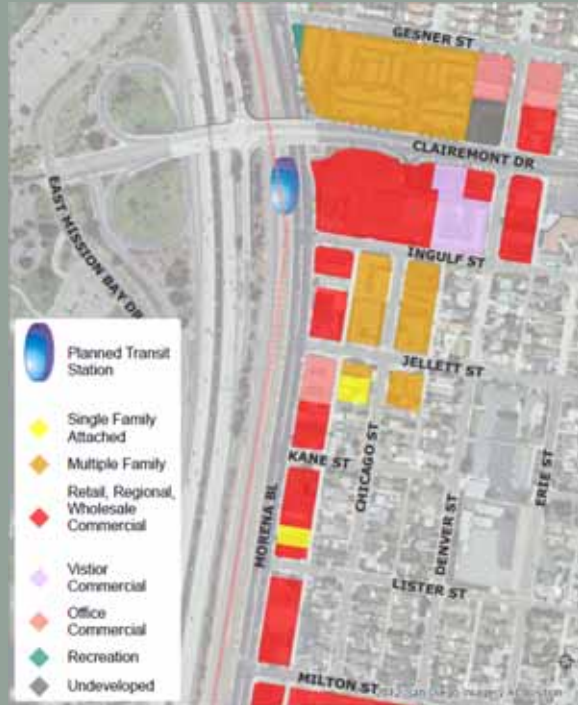 GESNER ST
CLAIREMONT DR
EAST MISSION BAY DR
INGULF ST
Planned Transit
Station
JELLETT ST
Single Family
Attached
Multiple Family
KANE ST
CHICAGO ST
ERIE ST
Retail, Regional,
Wholesale
Commercial
MORENA BL
DENVER ST
Vistior
Commercial
LISTER ST
Office
Commercial
Recreation
Undeveloped
MILTON ST